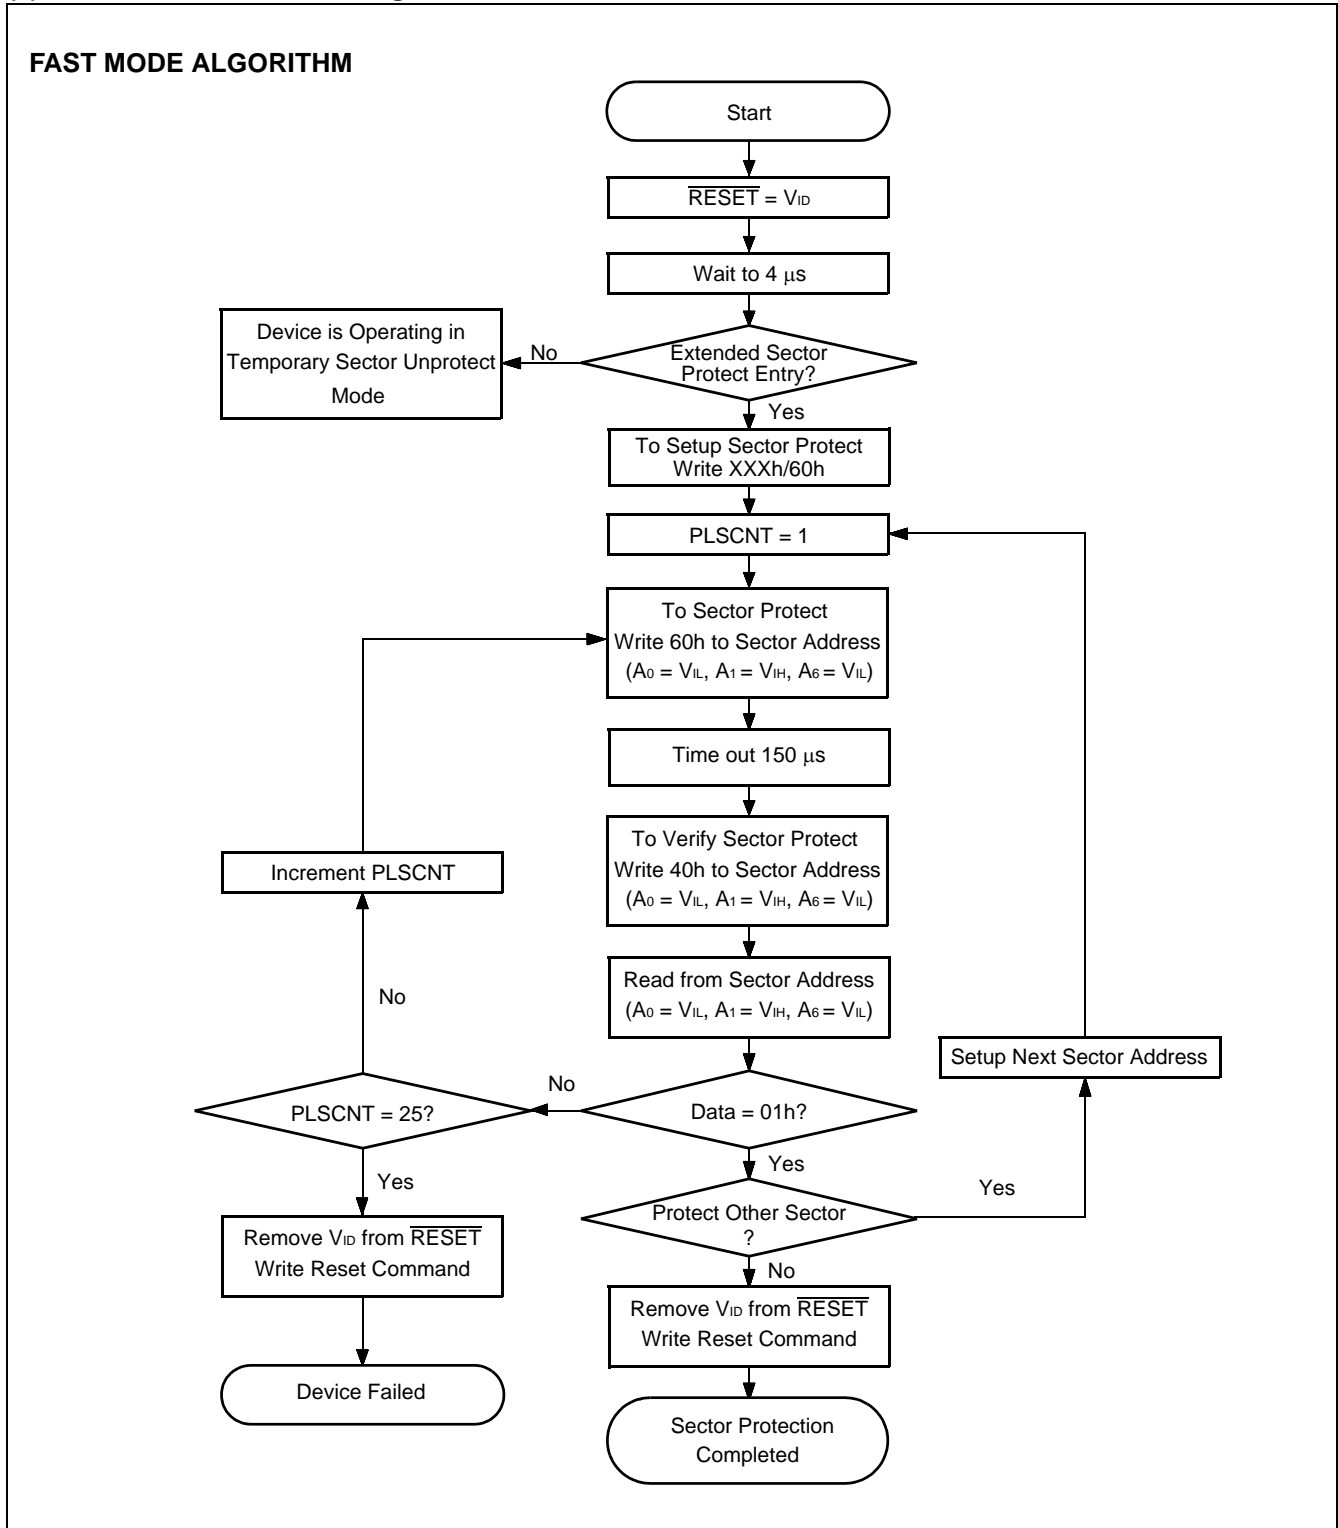 FAST MODE ALGORITHM
Start
RESET = VID
Wait to 4 μs
Device is Operating in
Temporary Sector Unprotect
Mode
No
Extended Sector
Protect Entry?
Yes
To Setup Sector Protect
Write XXXh/60h
PLSCNT = 1
To Sector Protect
Write 60h to Sector Address
(A0 = VIL, A1 = VIH, A6 = VIL)
Time out 150 μs
To Verify Sector Protect
Write 40h to Sector Address
(A0 = VIL, A1 = VIH, A6 = VIL)
Increment PLSCNT
Read from Sector Address
(A0 = VIL, A1 = VIH, A6 = VIL)
No
Setup Next Sector Address
No
PLSCNT = 25?
Data = 01h?
Yes
Yes
Yes
Protect Other Sector
?
Remove VID from RESET
Write Reset Command
No
Remove VID from RESET
Write Reset Command
Device Failed
Sector Protection
Completed